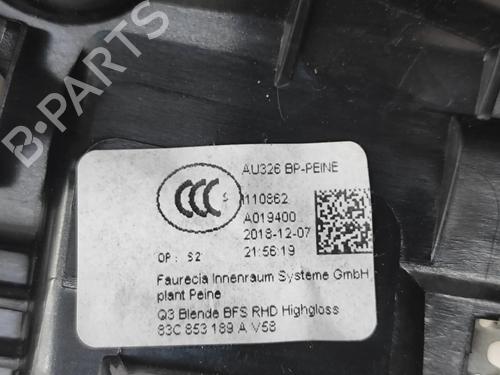 B-PARTS
AU326 BP-PEINE
CCC S
110862
A019400
2018-12-07
OP: S2
21:56:19
Faurecia Innenraum Systeme GmbH
plant Peine
Q3 Blende BFS RHD Highgloss
83C 853 189 A V58